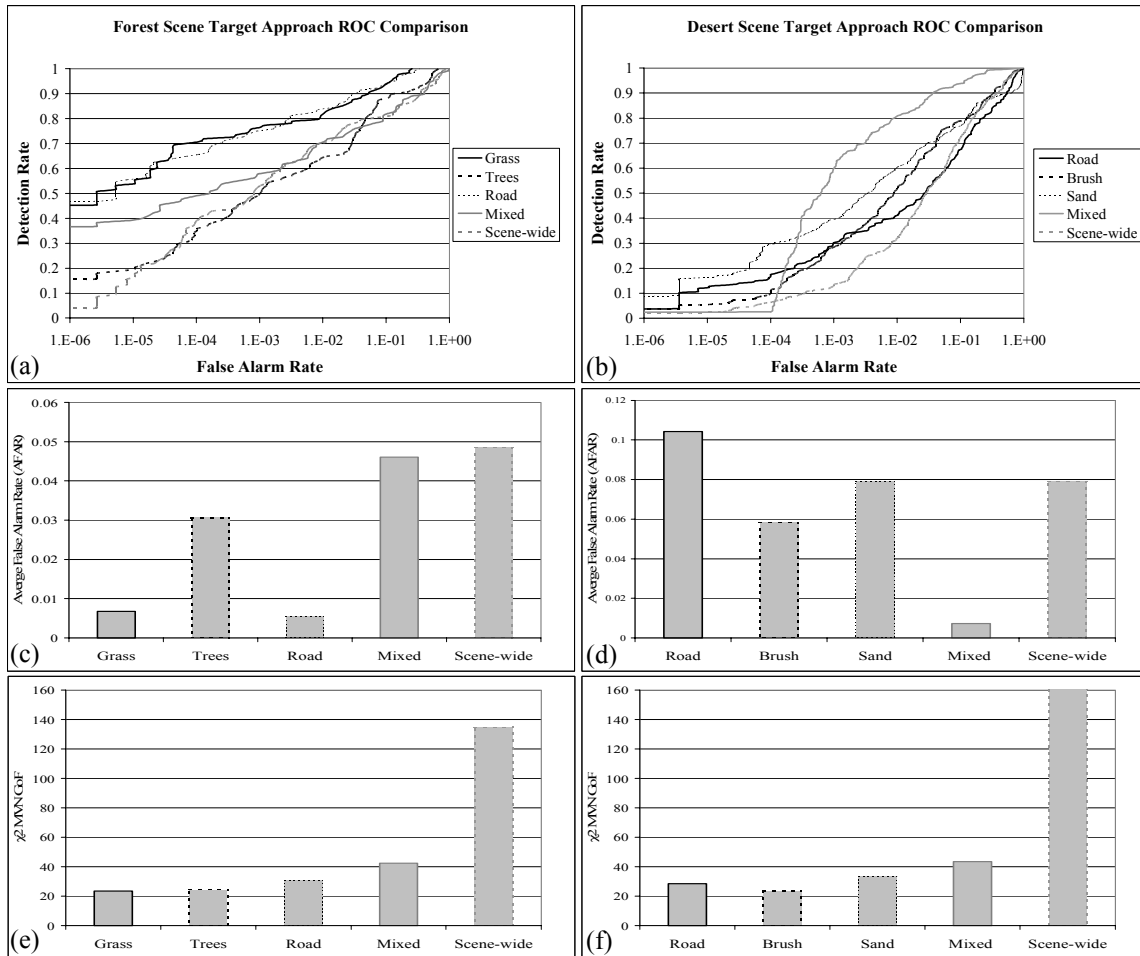 Forest Scene Target Approach ROC Comparison
Detection Rate
1
0.9
0.8
0.7
0.6
0.5
0.4
0.3
0.2
0.1
0
1.E-06 1.E-05 1.E-04 1.E-03 1.E-02 1.E-01 1.E+00
False Alarm Rate
Grass
Trees
Road
Mixed
Scene-wide
(a)
Desert Scene Target Approach ROC Comparison
Detection Rate
1
0.9
0.8
0.7
0.6
0.5
0.4
0.3
0.2
0.1
0
1.E-06 1.E-05 1.E-04 1.E-03 1.E-02 1.E-01 1.E+00
False Alarm Rate
Road
Brush
Sand
Mixed
Scene-wide
(b)
Averge False Alarm Rate (AFAR)
0.06
0.05
0.04
0.03
0.02
0.01
0
Grass Trees Road Mixed Scene-wide
(c)
Averge False Alarm Rate (AFAR)
0.12
0.1
0.08
0.06
0.04
0.02
0
Road Brush Sand Mixed Scene-wide
(d)
χ2 MVN GoF
160
140
120
100
80
60
40
20
0
Grass Trees Road Mixed Scene-wide
(e)
χ2 MVN GoF
160
140
120
100
80
60
40
20
0
Road Brush Sand Mixed Scene-wide
(f)